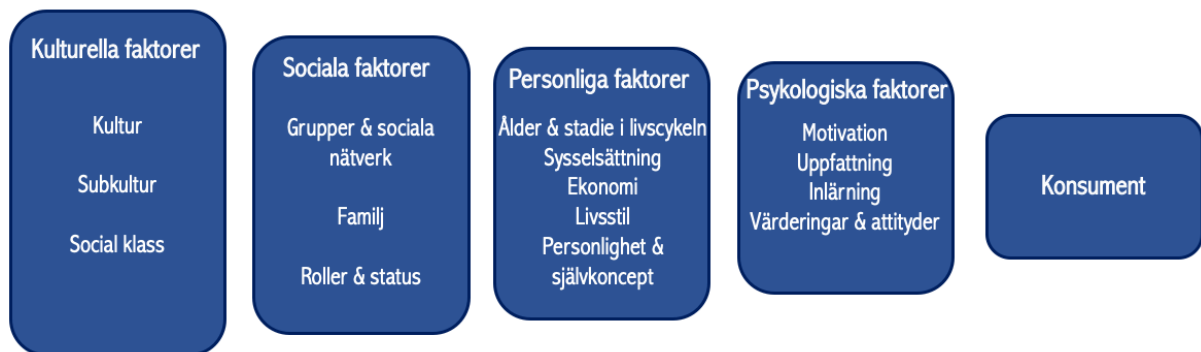 Kulturella faktorer
Kultur
Subkultur
Social klass
Sociala faktorer
Grupper & sociala
nätverk
Familj
Roller & status
Personliga faktorer
Ålder & stadie i livscykeln
Sysselsättning
Ekonomi
Livsstil
Personlighet &
självkoncept
Psykologiska faktorer
Motivation
Uppfattning
Inlärning
Värderingar & attityder
Konsument